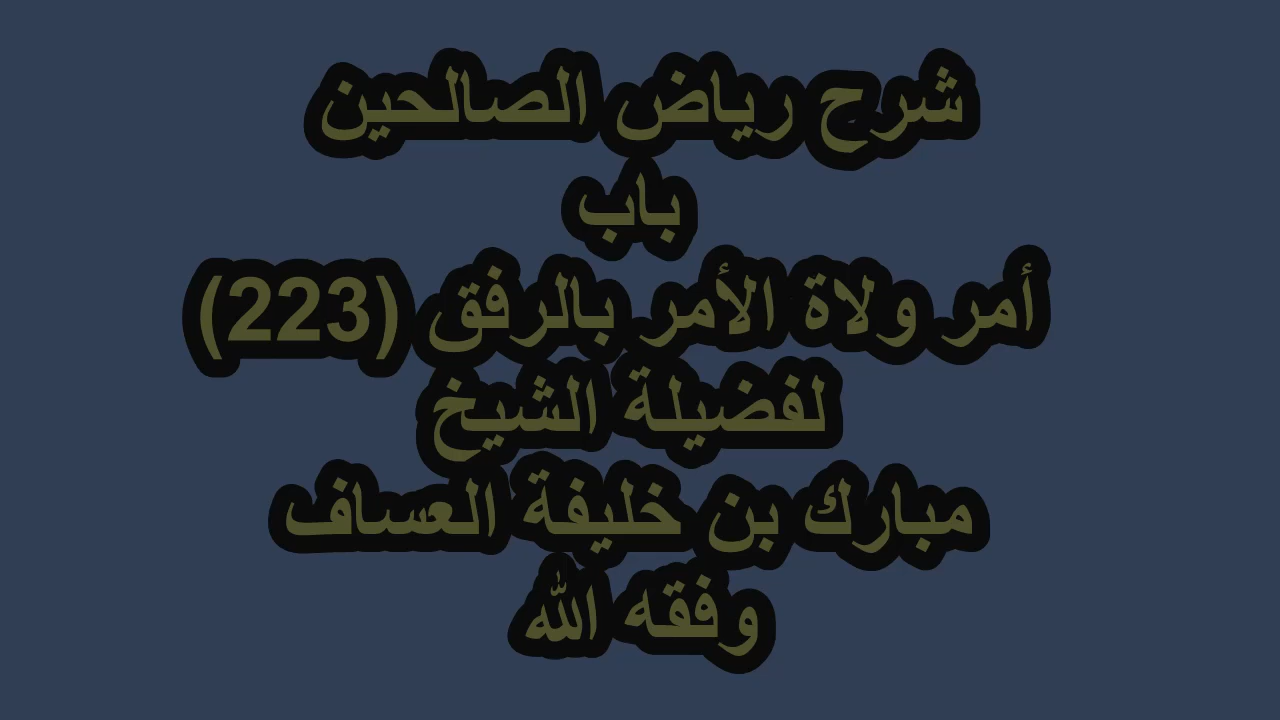 شرح رياض الصالحين
باب
أمر ولاة الأمر بالرفق (223)
لفضيلة الشيخ
مبارك بن خليفة العساف
وفقه الله